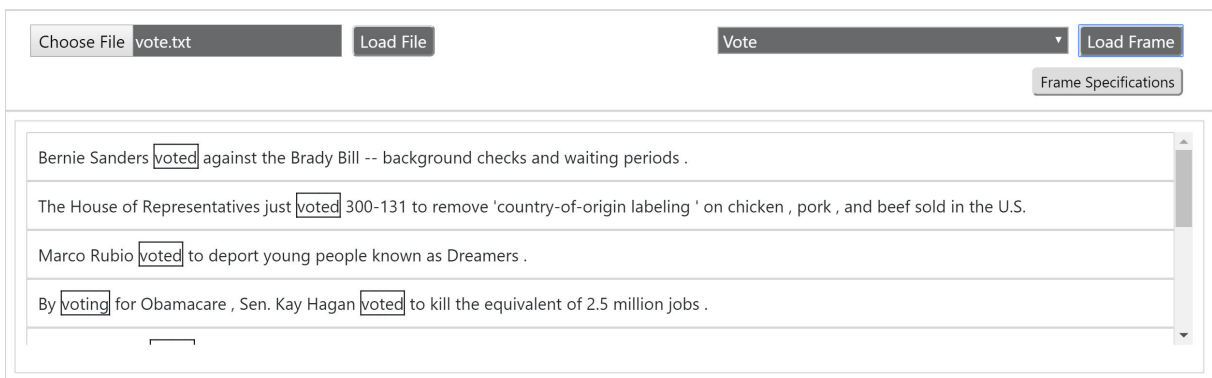 Choose File vote.txt Load File Vote Load Frame
Frame Specifications
Bernie Sanders voted against the Brady Bill -- background checks and waiting periods .
The House of Representatives just voted 300-131 to remove 'country-of-origin labeling ' on chicken , pork , and beef sold in the U.S.
Marco Rubio voted to deport young people known as Dreamers .
By voting for Obamacare , Sen. Kay Hagan voted to kill the equivalent of 2.5 million jobs .